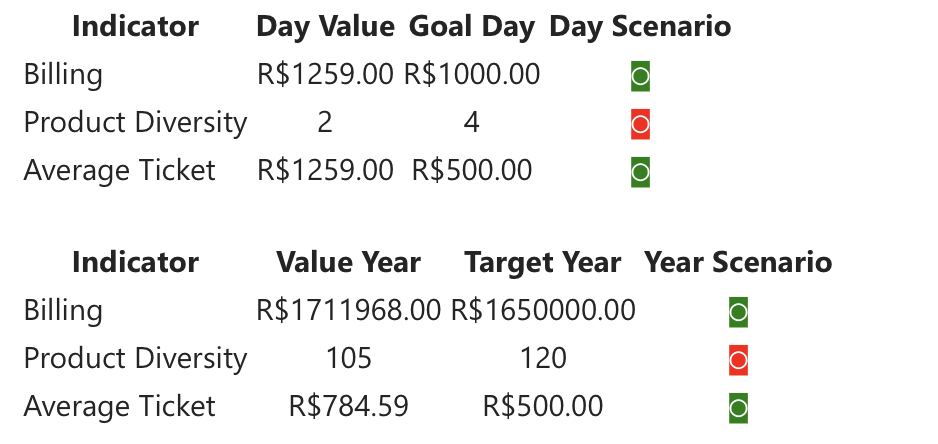 Indicator Day Value Goal Day Day Scenario
Billing R$1259.00 R$1000.00
Product Diversity 2 4
Average Ticket R$1259.00 R$500.00
Indicator Value Year Target Year Year Scenario
Billing R$1711968.00 R$1650000.00
Product Diversity 105 120
Average Ticket R$784.59 R$500.00